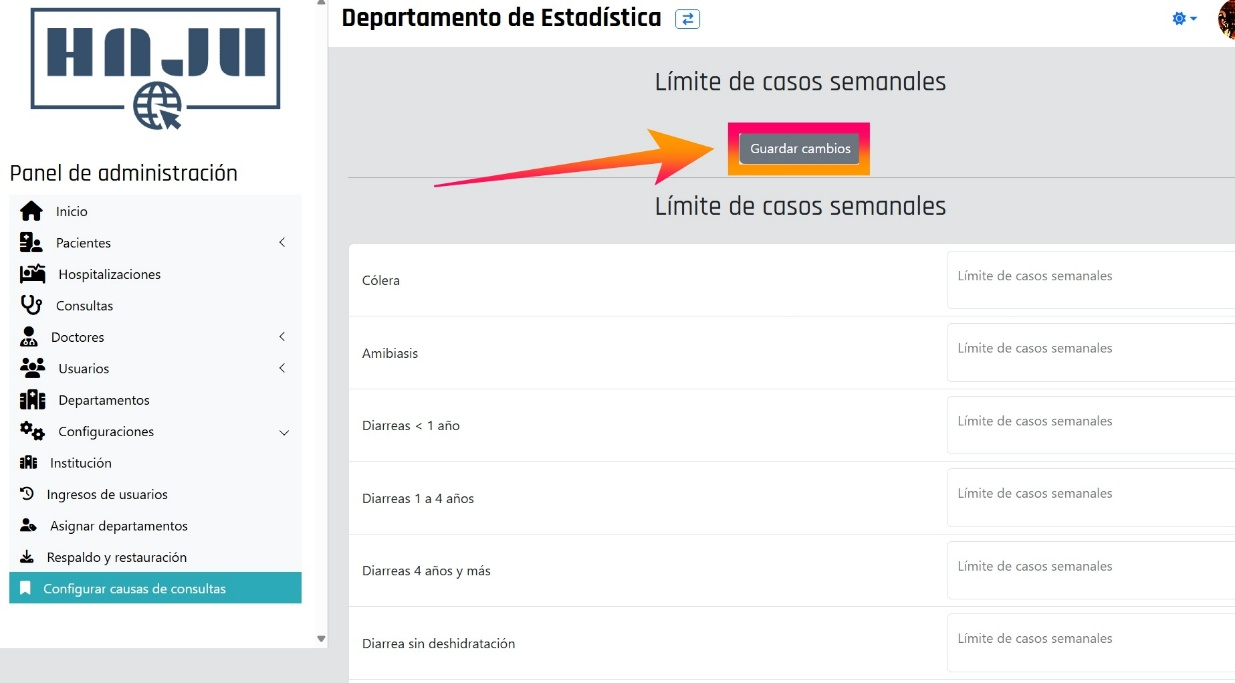 HNJU
Panel de administración
Inicio
Pacientes
Hospitalizaciones
Consultas
Doctores
Usuarios
Departamentos
Configuraciones
Institución
Ingresos de usuarios
Asignar departamentos
Respaldo y restauración
Configurar causas de consultas
Departamento de Estadística
Límite de casos semanales
Guardar cambios
Límite de casos semanales
Cólera Límite de casos semanales
Amibiasis Límite de casos semanales
Diarreas < 1 año Límite de casos semanales
Diarreas 1 a 4 años Límite de casos semanales
Diarreas 4 años y más Límite de casos semanales
Diarrea sin deshidratación Límite de casos semanales